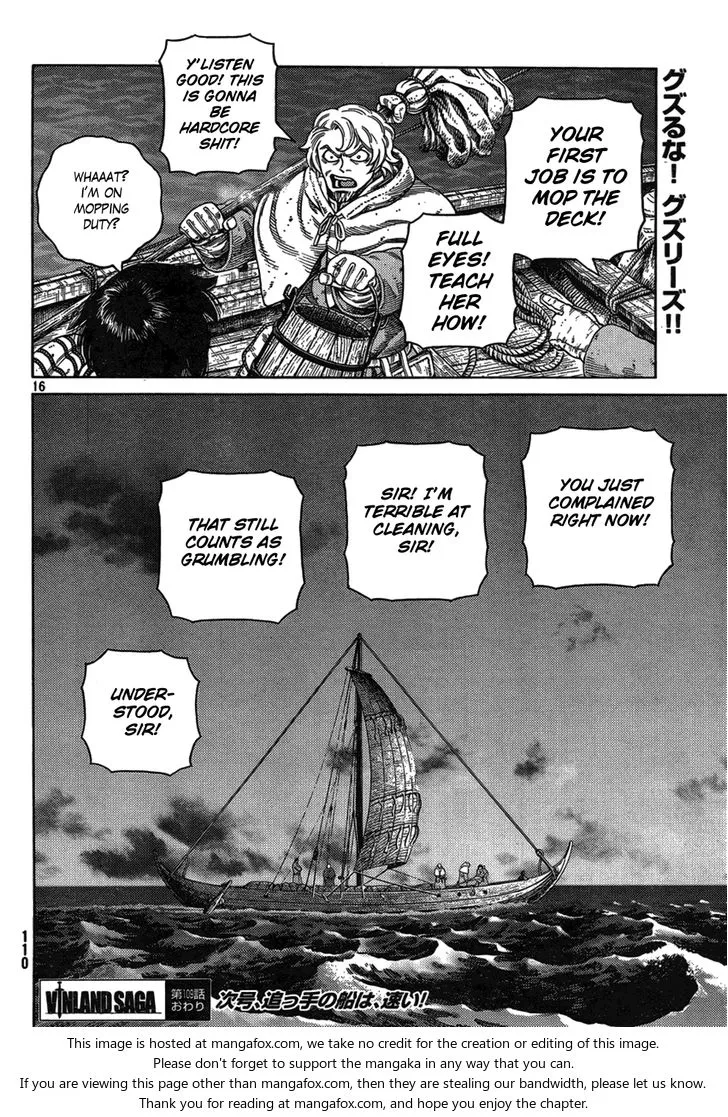 グズるな! グズリーズ!!
YOUR
FIRST
JOB IS TO
MOP THE
DECK!
FULL
EYES!
TEACH
HER
HOW!
Y'LISTEN
GOOD! THIS
IS GONNA
BE
HARDCORE
SHIT!
WHAAAT?
I'M ON
MOPPING
DUTY?
16
YOU JUST
COMPLAINED
RIGHT NOW!
SIR! I'M
TERRIBLE AT
CLEANING,
SIR!
THAT STILL
COUNTS AS
GRUMBLING!
UNDER-
STOOD,
SIR!
110
VINLAND SAGA
第109話
おわり
次号、追っ手の船は、速い!
This image is hosted at mangafox.com, we take no credit for the creation or editing of this image.
Please don't forget to support the mangaka in any way that you can.
If you are viewing this page other than mangafox.com, then they are stealing our bandwidth, please let us know.
Thank you for reading at mangafox.com, and hope you enjoy the chapter.